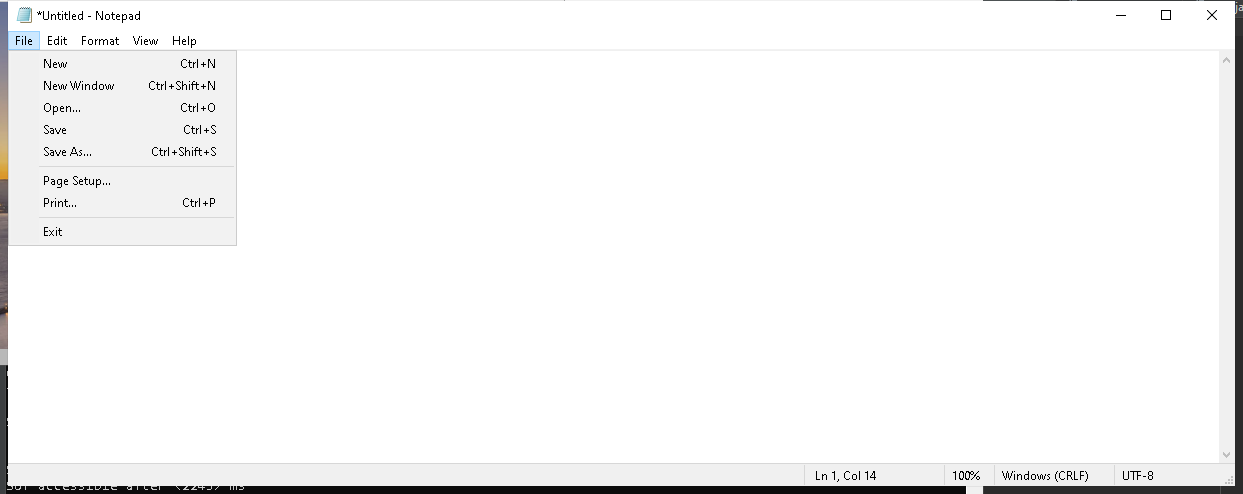 *Untitled - Notepad
File Edit Format View Help
New Ctrl+N
New Window Ctrl+Shift+N
Open... Ctrl+O
Save Ctrl+S
Save As... Ctrl+Shift+S
Page Setup...
Print... Ctrl+P
Exit
Ln 1, Col 14 100% Windows (CRLF) UTF-8
accessible after ms